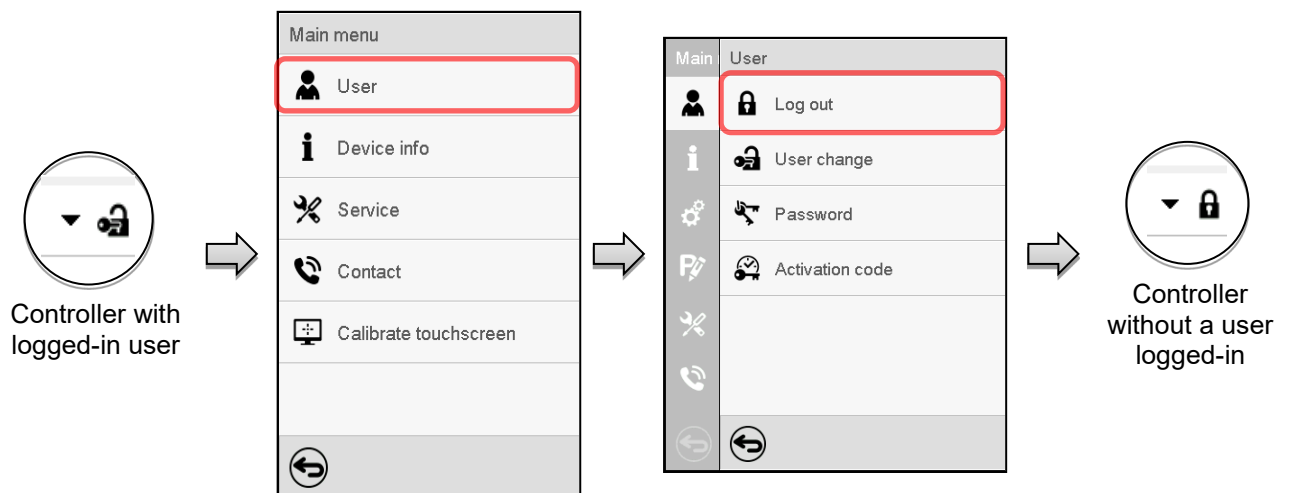 Controller with
logged-in user
Main menu
User
Device info
Service
Contact
Calibrate touchscreen
Main
User
Log out
User change
Password
Activation code
Controller
without a user
logged-in